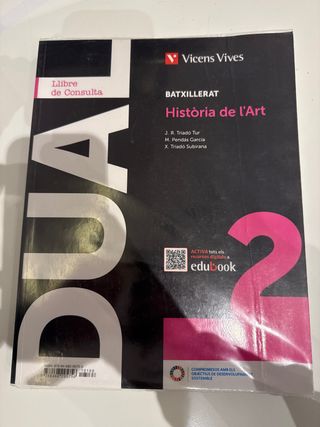 Llibre de Consulta
DUAL
Vicens Vives
BATXILLERAT
Història de l'Art
J. R. Triadó Tur
M. Pendás García
X. Triadó Subirana
ACTIVA tots els
recursos digitals a
edubook
2
COMPROMESOS AMB ELS
OBJECTIUS DE DESENVOLUPAMENT
SOSTENIBLE